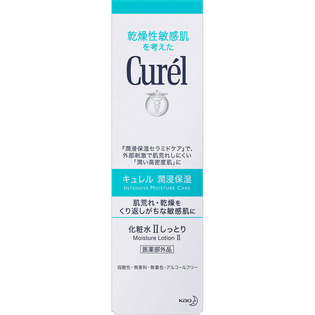 乾燥性敏感肌
を考えた
Curél
『潤浸保湿セラミドケア』で、
外部刺激で肌荒れしにくい
「潤い高密度肌」に
キュレル 潤浸保湿
INTENSIVE MOISTURE CARE
肌荒れ・乾燥を
くり返しがちな敏感肌に
化粧水 II しっとり
Moisture Lotion II
医薬部外品
弱酸性・無香料・無着色・アルコールフリー
Kao